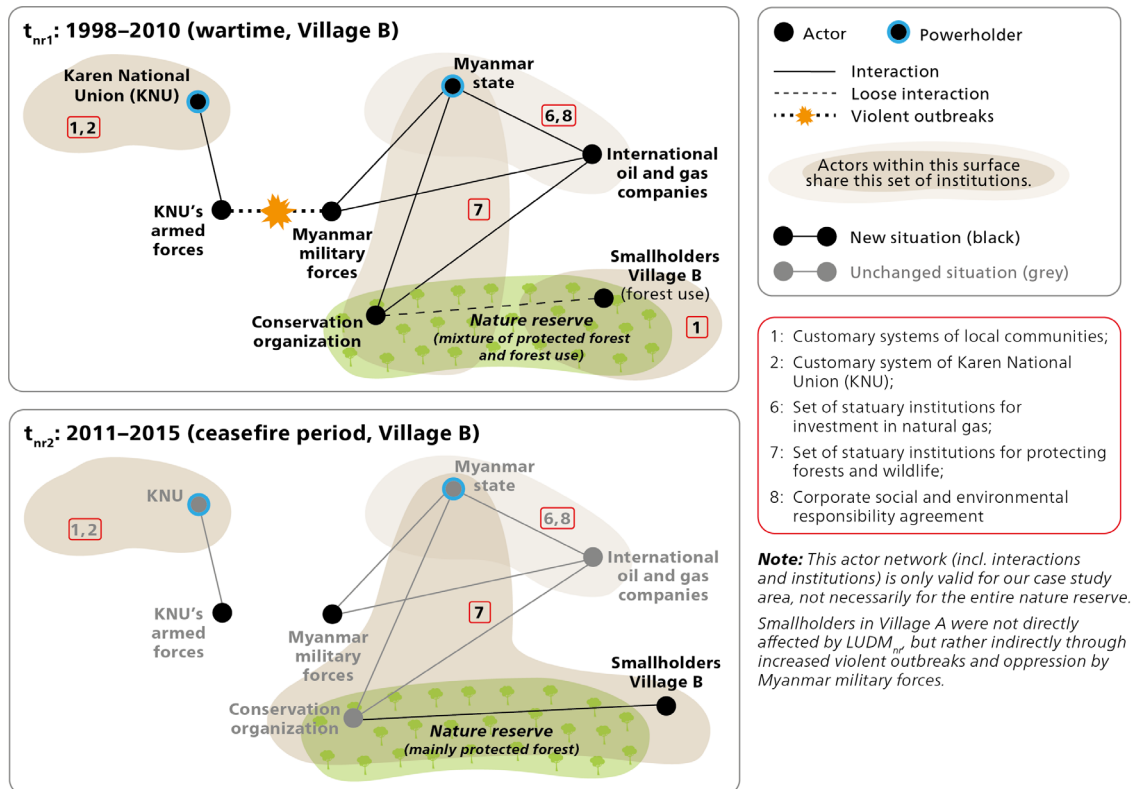 t_nr1: 1998–2010 (wartime, Village B)
Karen National
Union (KNU)
1,2
KNU's
armed
forces
Myanmar
military
forces
Myanmar
state
6,8
International
oil and gas
companies
7
Smallholders
Village B
(forest use)
1
Conservation
organization
Nature reserve
(mixture of protected forest
and forest use)
t_nr2: 2011–2015 (ceasefire period, Village B)
KNU
1,2
KNU's
armed
forces
Myanmar
military
forces
Myanmar
state
6,8
International
oil and gas
companies
7
Smallholders
Village B
Conservation
organization
Nature reserve
(mainly protected forest)
Actor
Powerholder
Interaction
Loose interaction
Violent outbreaks
Actors within this surface
share this set of institutions.
New situation (black)
Unchanged situation (grey)
1: Customary systems of local communities;
2: Customary system of Karen National
Union (KNU);
6: Set of statuary institutions for
investment in natural gas;
7: Set of statuary institutions for protecting
forests and wildlife;
8: Corporate social and environmental
responsibility agreement
Note: This actor network (incl. interactions
and institutions) is only valid for our case study
area, not necessarily for the entire nature reserve.
Smallholders in Village A were not directly
affected by LUDM_nr, but rather indirectly through
increased violent outbreaks and oppression by
Myanmar military forces.